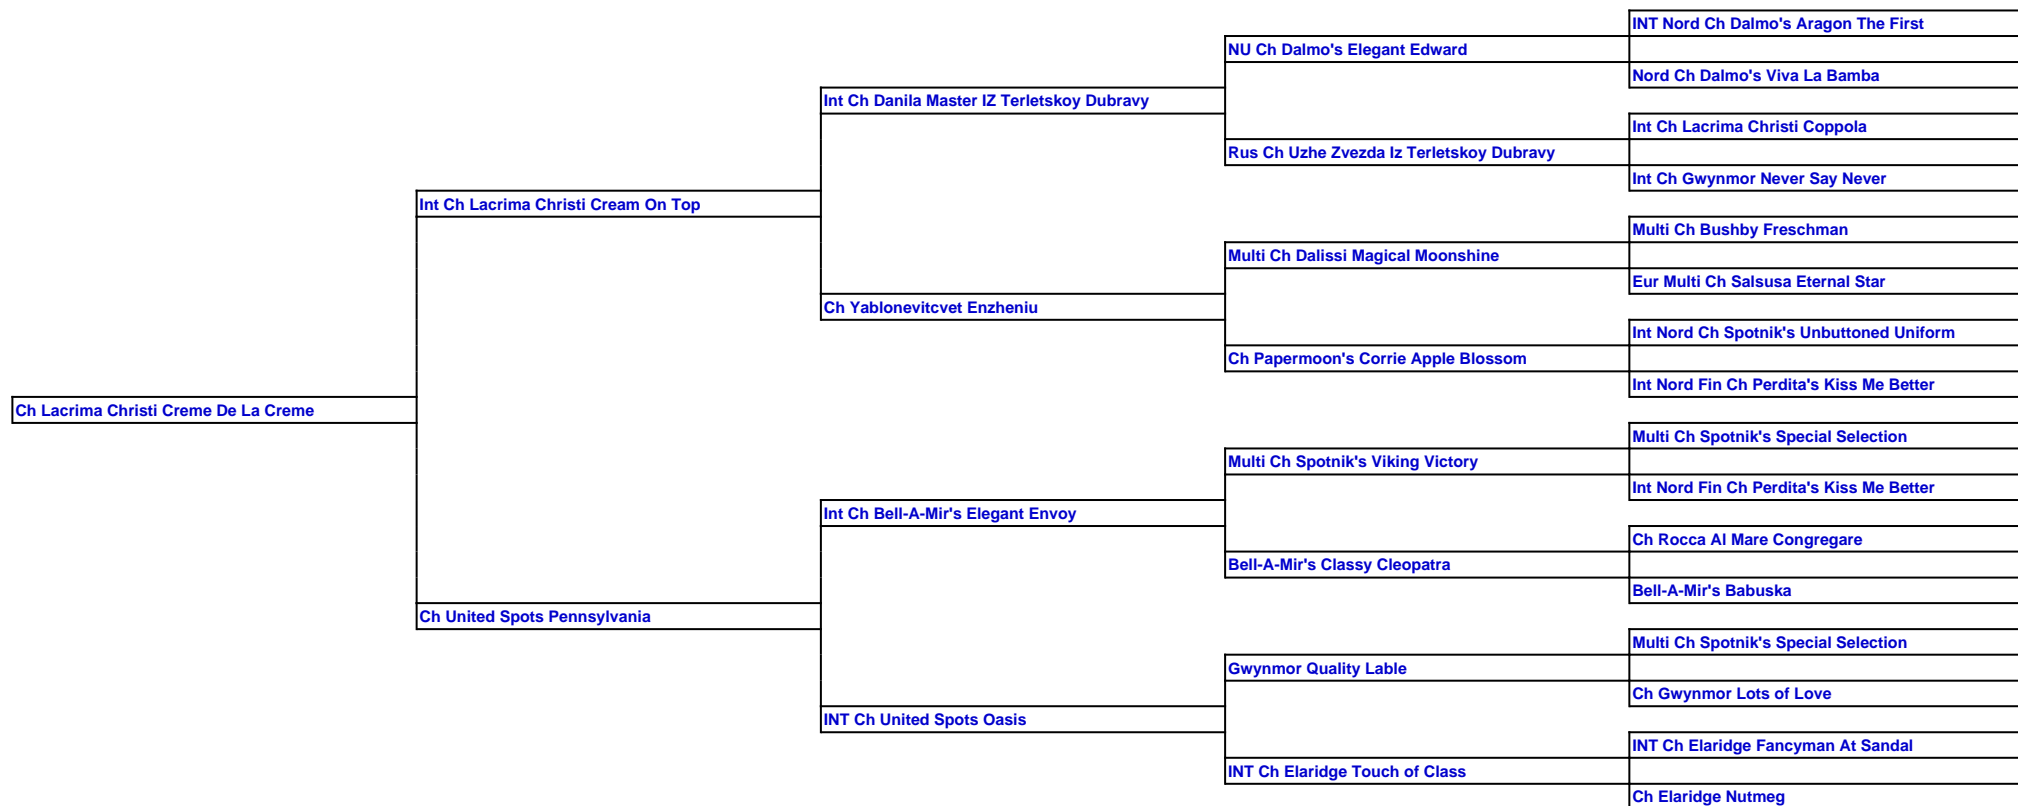 INT Nord Ch Dalmo's Aragon The First
NU Ch Dalmo's Elegant Edward
Nord Ch Dalmo's Viva La Bamba
Int Ch Danila Master IZ Terletskoy Dubravy
Int Ch Lacrima Christi Coppola
Rus Ch Uzhe Zvezda Iz Terletskoy Dubravy
Int Ch Gwynmor Never Say Never
Int Ch Lacrima Christi Cream On Top
Multi Ch Bushby Freschman
Multi Ch Dalissi Magical Moonshine
Eur Multi Ch Salsusa Eternal Star
Ch Yablonevitcvet Enzheniu
Int Nord Ch Spotnik's Unbuttoned Uniform
Ch Papermoon's Corrie Apple Blossom
Int Nord Fin Ch Perdita's Kiss Me Better
Ch Lacrima Christi Creme De La Creme
Multi Ch Spotnik's Special Selection
Multi Ch Spotnik's Viking Victory
Int Nord Fin Ch Perdita's Kiss Me Better
Int Ch Bell-A-Mir's Elegant Envoy
Ch Rocca Al Mare Congregare
Bell-A-Mir's Classy Cleopatra
Bell-A-Mir's Babuska
Ch United Spots Pennsylvania
Multi Ch Spotnik's Special Selection
Gwynmor Quality Lable
Ch Gwynmor Lots of Love
INT Ch United Spots Oasis
INT Ch Elaridge Fancyman At Sandal
INT Ch Elaridge Touch of Class
Ch Elaridge Nutmeg